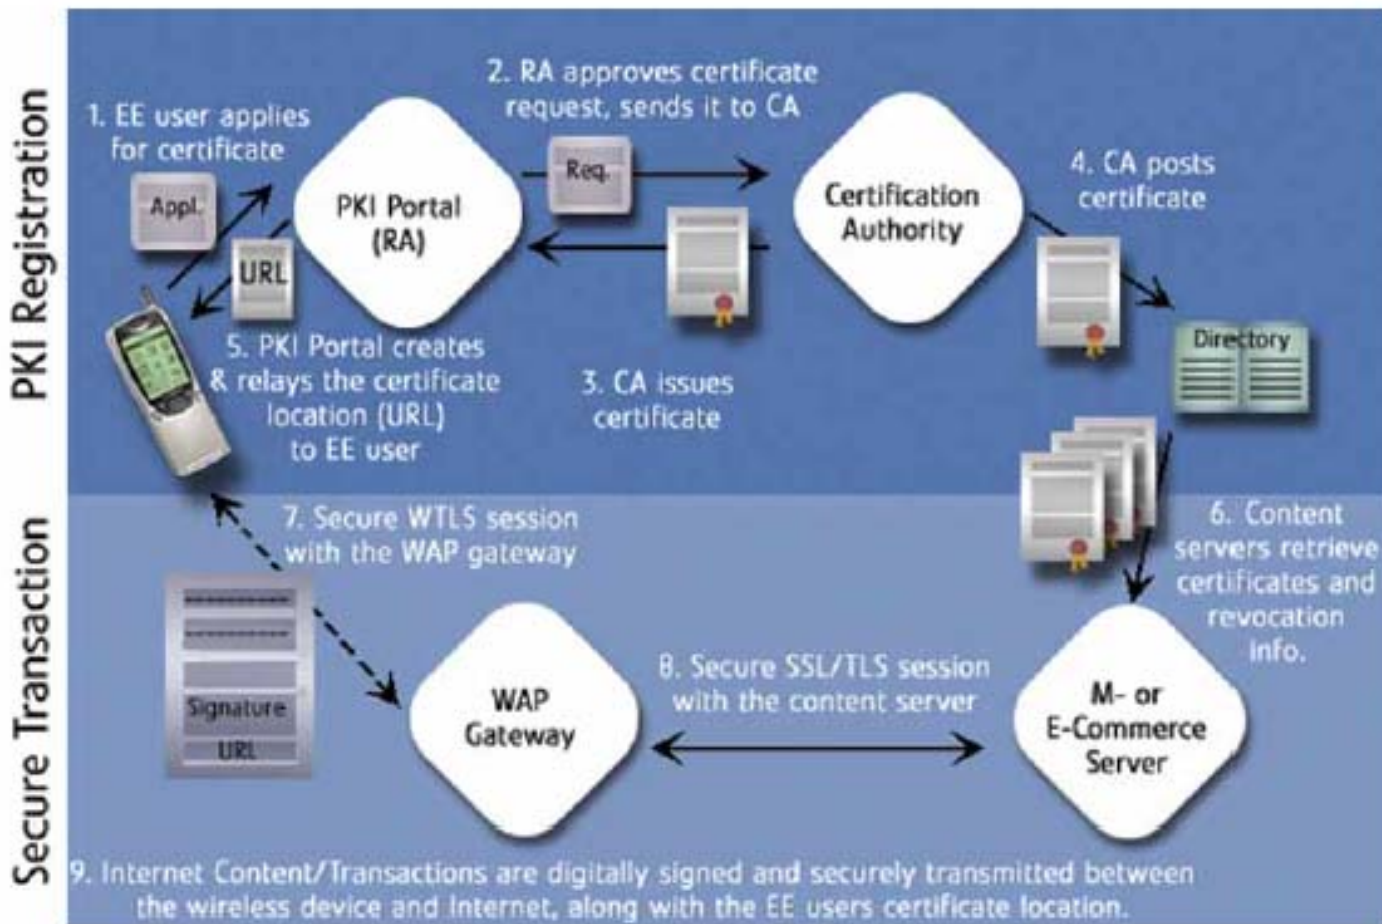 PKI Registration
1. EE user applies
for certificate
Appl.
URL
PKI Portal
(RA)
2. RA approves certificate
request, sends it to CA
Req.
Certification
Authority
4. CA posts
certificate
Directory
5. PKI Portal creates
& relays the certificate
location (URL)
to EE user
3. CA issues
certificate
Secure Transaction
7. Secure WTLS session
with the WAP gateway
6. Content
servers retrieve
certificates and
revocation
info.
Signature
URL
WAP
Gateway
8. Secure SSL/TLS session
with the content server
M- or
E-Commerce
Server
9. Internet Content/Transactions are digitally signed and securely transmitted between
the wireless device and Internet, along with the EE users certificate location.